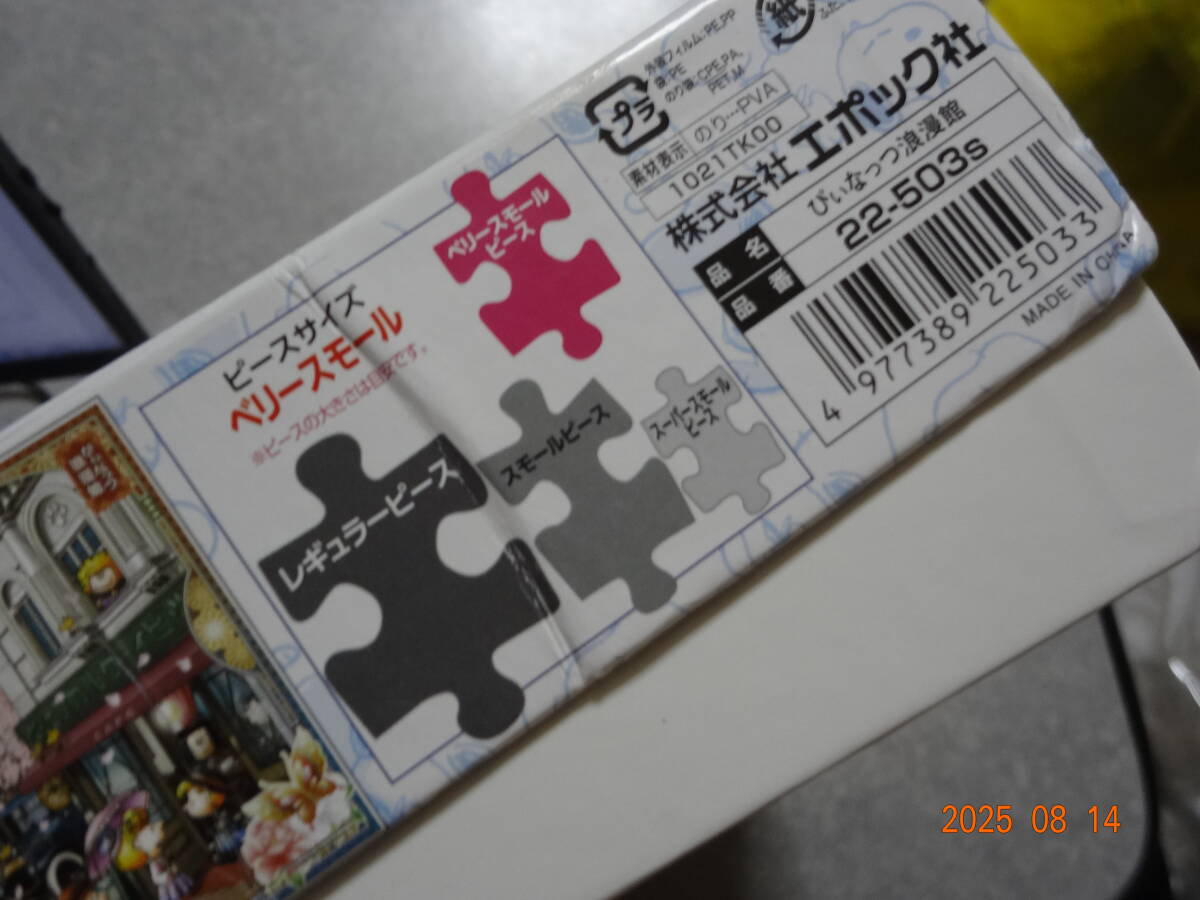 紙
プラ
外装フィルム:PE,PP
袋:PE
のり袋:CPE,PA,
PET,M
素材表示 のり…PVA
1021TK00
株式会社 エポック社
品名 ぴぃなっつ浪漫館
品番 22-503s
4 977389 225033
MADE IN CHINA
ピースサイズ
ベリースモール
※ピースの大きさは目安です。
ベリースモール
ピース
レギュラーピース
スモールピース
スーパースモール
ピース
2025 08 14